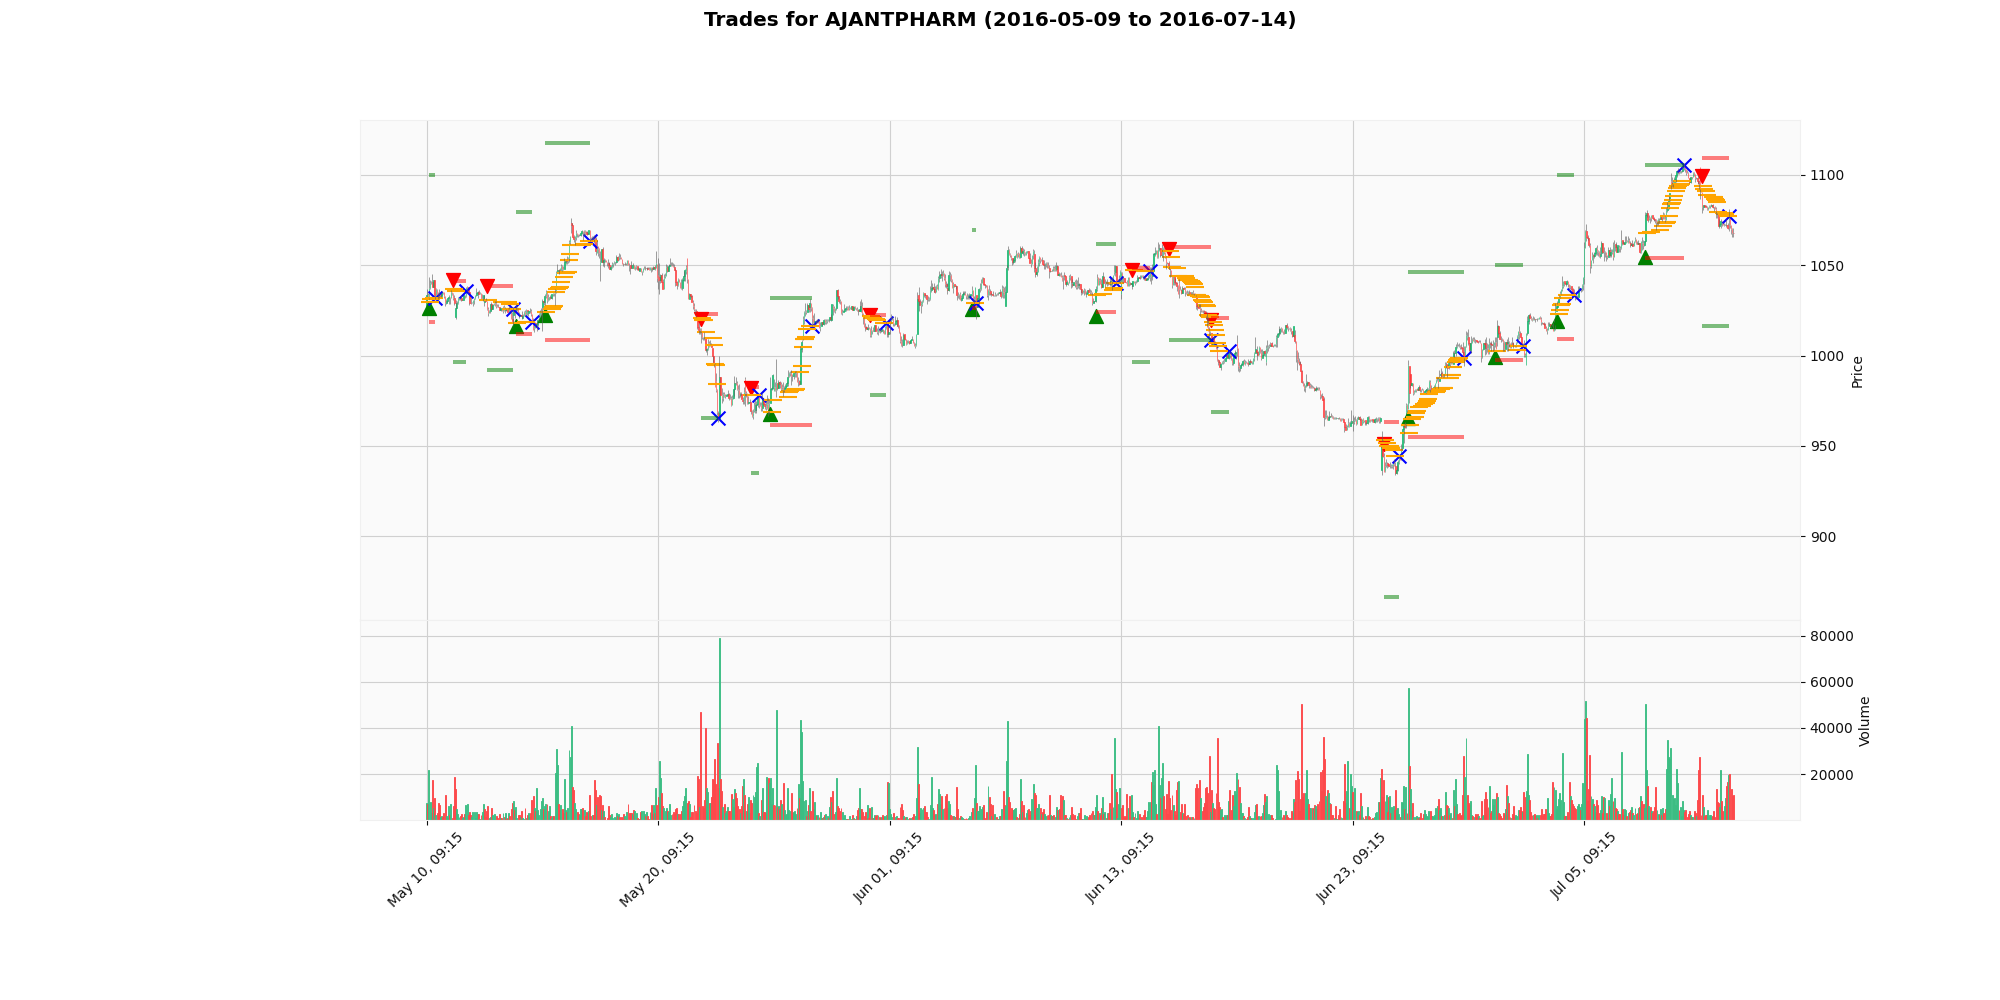 Trades for AJANTPHARM (2016-05-09 to 2016-07-14)
1100
1050
1000
950
900
Price
80000
60000
40000
20000
Volume
May 10, 09:15
May 20, 09:15
Jun 01, 09:15
Jun 13, 09:15
Jun 23, 09:15
Jul 05, 09:15